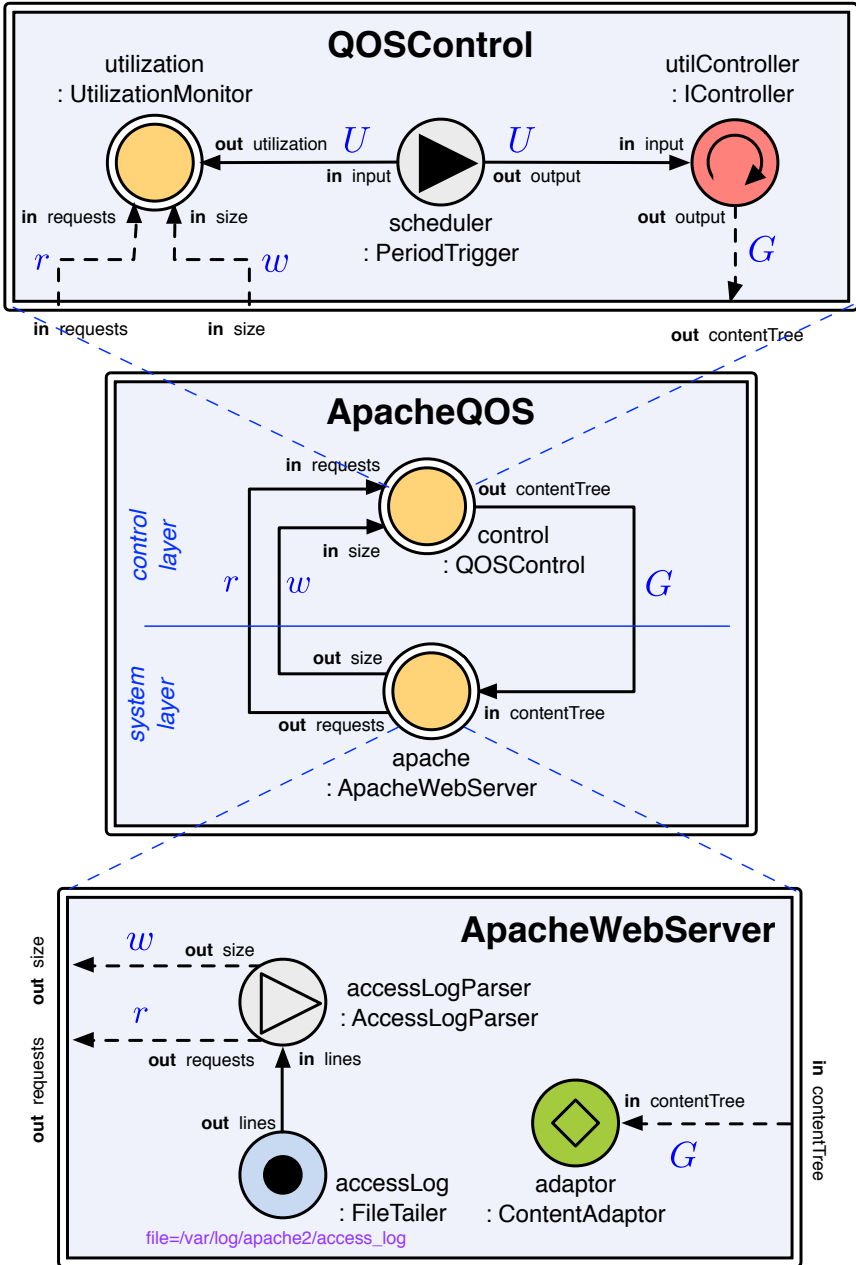 QOSControl
utilization
: UtilizationMonitor
utilController
: IController
out utilization
U
in input
U
out output
in input
scheduler
: PeriodTrigger
in requests
in size
out output
r
w
G
in requests
in size
out contentTree
ApacheQOS
in requests
out contentTree
in size
control
: QOSControl
control
layer
r
w
G
system
layer
out size
out requests
in contentTree
apache
: ApacheWebServer
ApacheWebServer
out size
w
out size
accessLogParser
: AccessLogParser
out requests
r
out requests
in lines
out lines
in contentTree
in contentTree
G
accessLog
: FileTailer
adaptor
: ContentAdaptor
file=/var/log/apache2/access_log